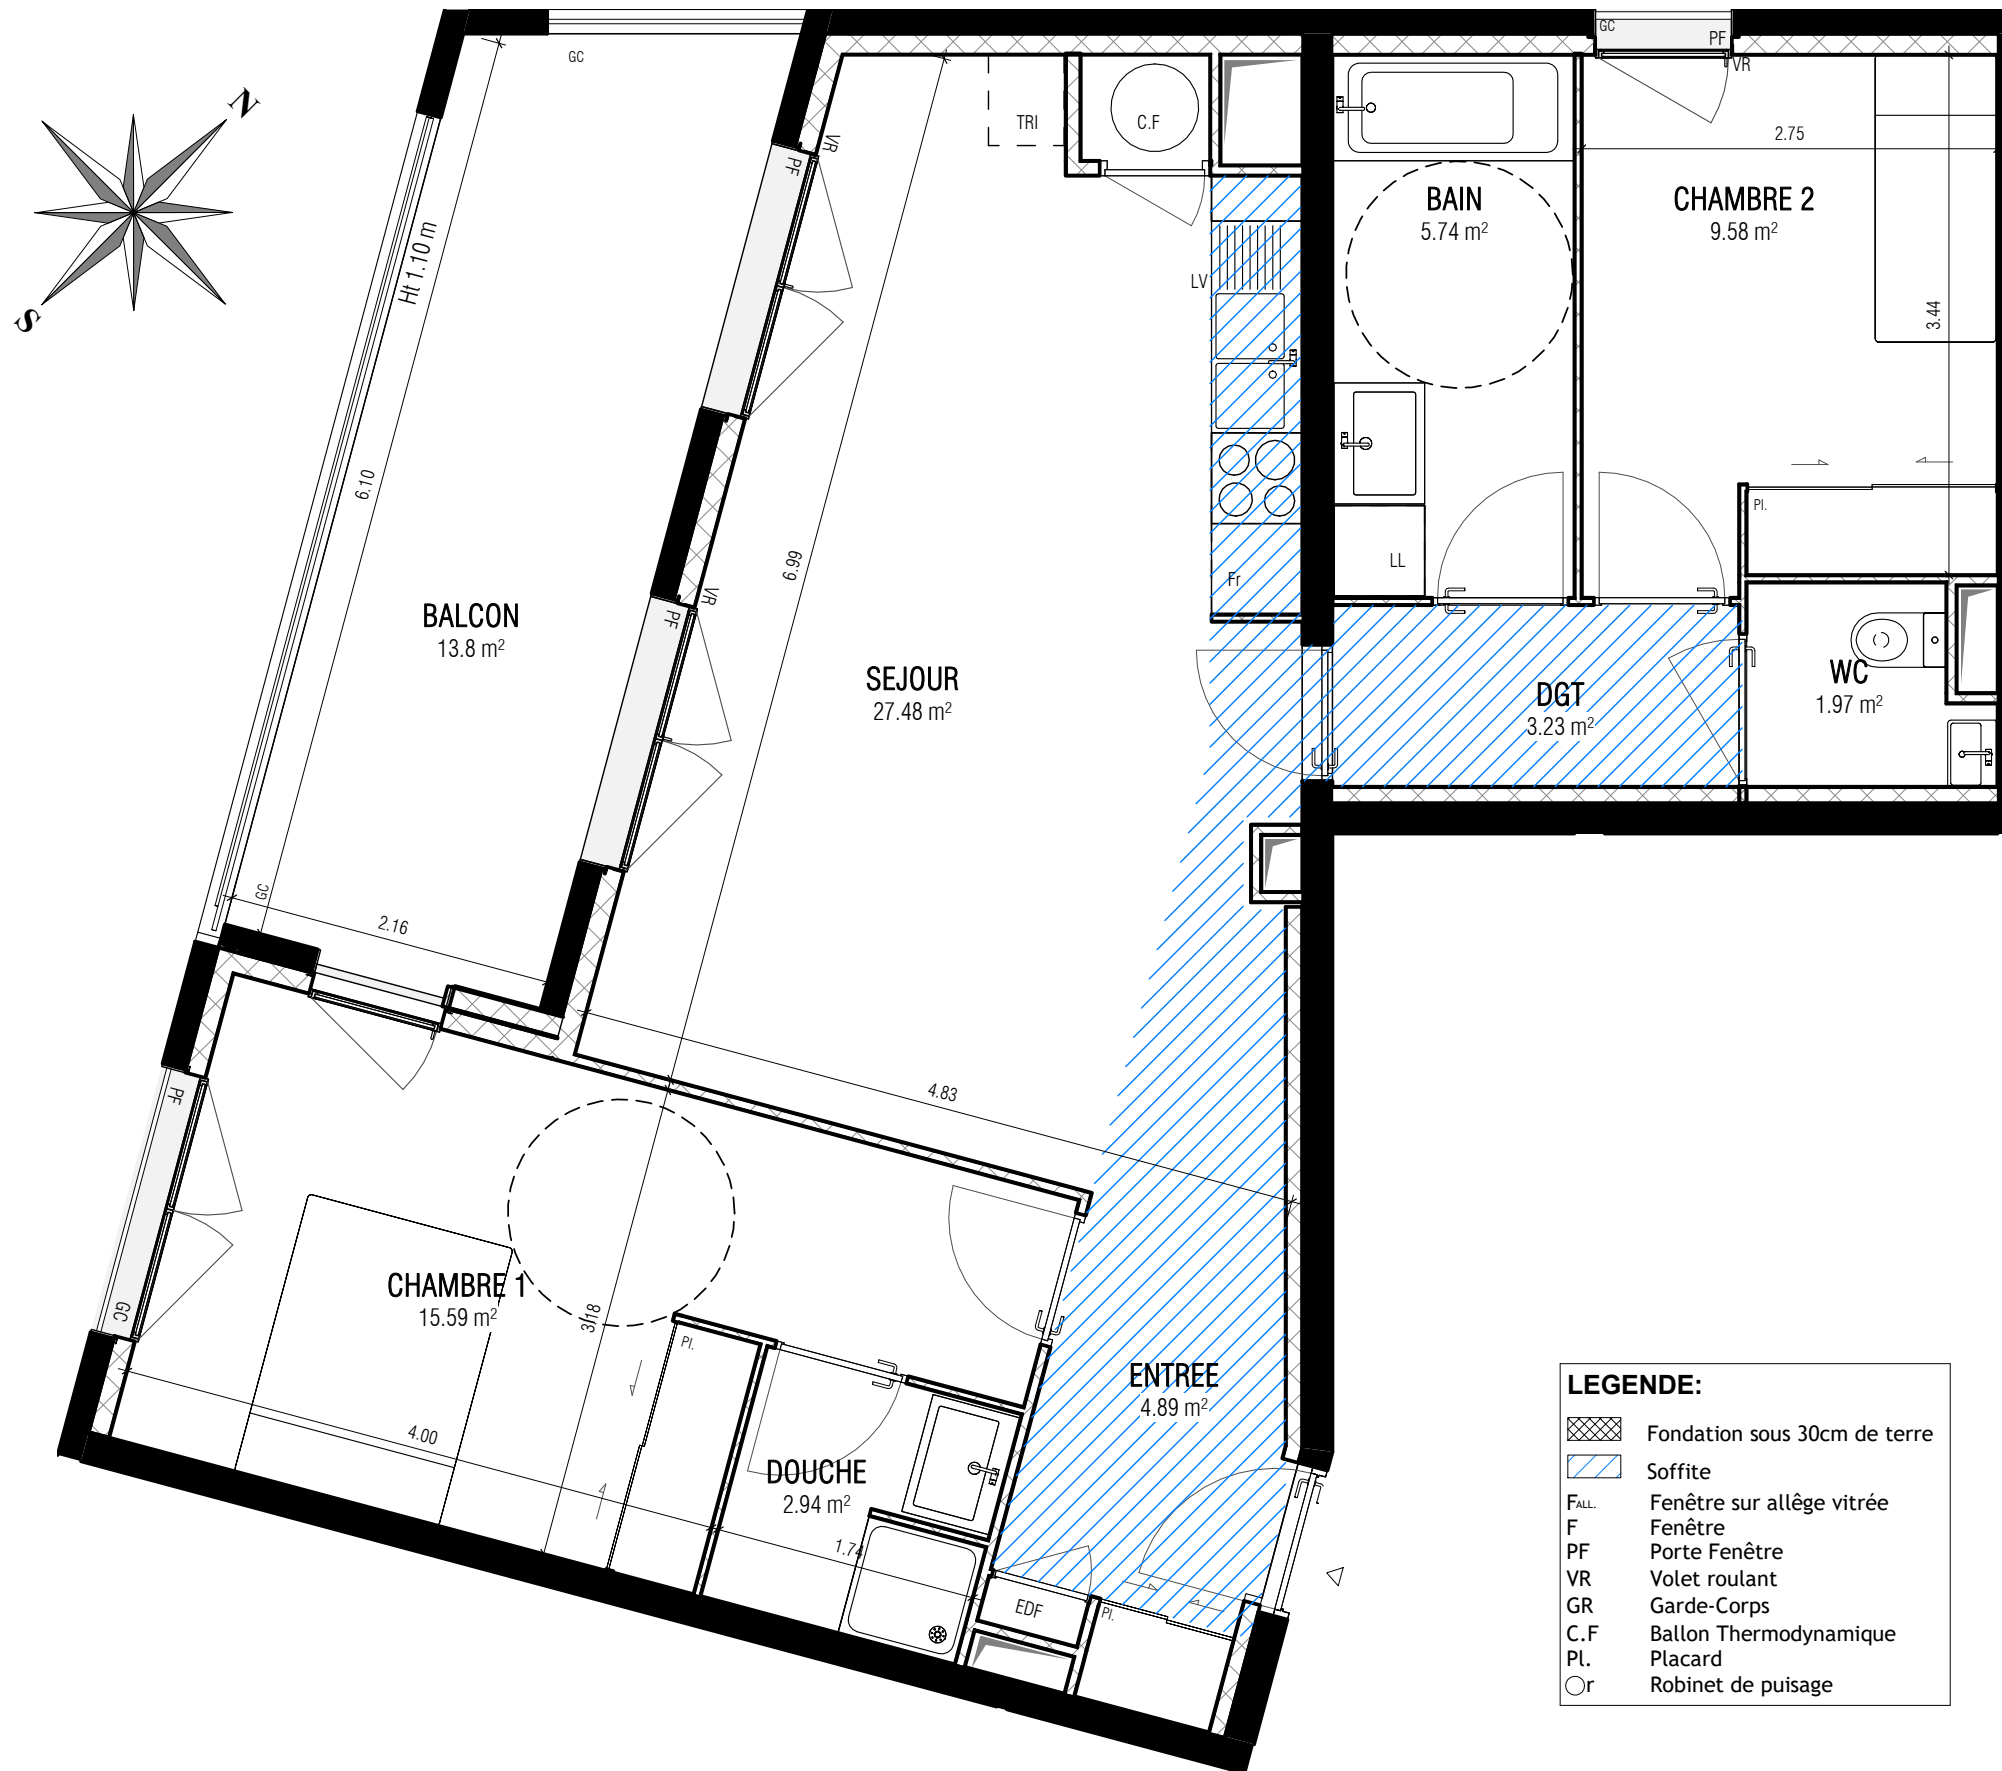 N
S
GC
GC
PF
VR
VR
PF
TRI
C.F
2.75
BAIN
5.74 m²
CHAMBRE 2
9.58 m²
Ht 1.10 m
LV
3.44
6.10
6.99
Pl.
LL
Fr
VR
PF
BALCON
13.8 m²
SEJOUR
27.48 m²
DGT
3.23 m²
WC
1.97 m²
GC
2.16
PF
4.83
CHAMBRE 1
15.59 m²
GC
3.18
Pl.
ENTREE
4.89 m²
4.00
DOUCHE
2.94 m²
1.74
EDF
Pl.
LEGENDE:
Fondation sous 30cm de terre
Soffite
FALL. Fenêtre sur allêge vitrée
F Fenêtre
PF Porte Fenêtre
VR Volet roulant
GR Garde-Corps
C.F Ballon Thermodynamique
Pl. Placard
r Robinet de puisage